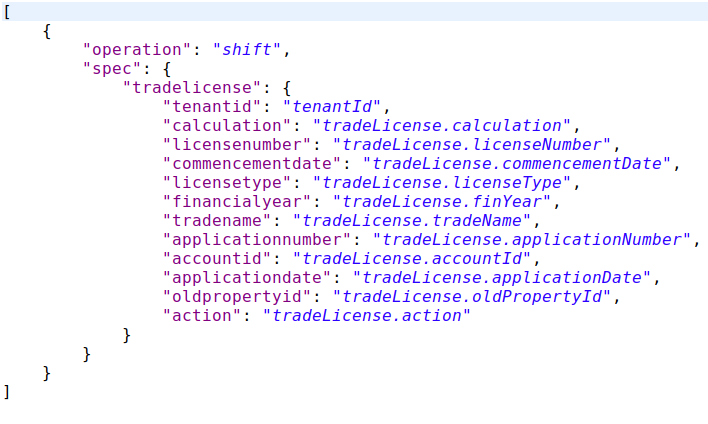 [
    {
        "operation": "shift",
        "spec": {
            "tradelicense": {
                "tenantid": "tenantId",
                "calculation": "tradeLicense.calculation",
                "licensenumber": "tradeLicense.licenseNumber",
                "commencementdate": "tradeLicense.commencementDate",
                "licensetype": "tradeLicense.licenseType",
                "financialyear": "tradeLicense.finYear",
                "tradename": "tradeLicense.tradeName",
                "applicationnumber": "tradeLicense.applicationNumber",
                "accountid": "tradeLicense.accountId",
                "applicationdate": "tradeLicense.applicationDate",
                "oldpropertyid": "tradeLicense.oldPropertyId",
                "action": "tradeLicense.action"
            }
        }
    }
]